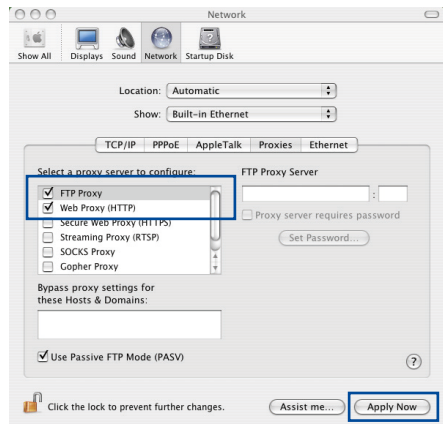 Network
Show All Displays Sound Network Startup Disk
Location: Automatic
Show: Built-in Ethernet
TCP/IP PPPoE AppleTalk Proxies Ethernet
Select a proxy server to configure: FTP Proxy Server
FTP Proxy
:
Web Proxy (HTTP)
Secure Web Proxy (HTTPS) Proxy server requires password
Streaming Proxy (RTSP) Set Password...
SOCKS Proxy
Gopher Proxy
Bypass proxy settings for
these Hosts & Domains:
Use Passive FTP Mode (PASV) ?
Click the lock to prevent further changes. Assist me... Apply Now